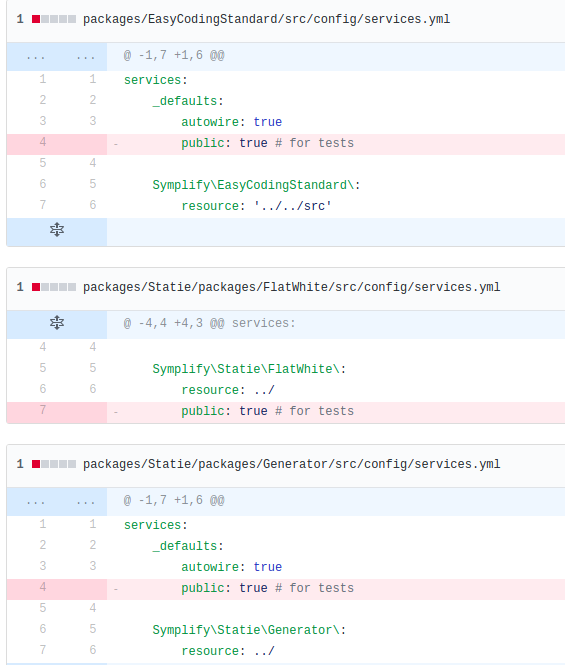 1 packages/EasyCodingStandard/src/config/services.yml
... ... @ -1,7 +1,6 @@
1 1 services:
2 2 _defaults:
3 3 autowire: true
4 - public: true # for tests
5 4
6 5 Symplify\EasyCodingStandard\:
7 6 resource: '../../src'
1 packages/Statie/packages/FlatWhite/src/config/services.yml
@ -4,4 +4,3 @@ services:
4 4
5 5 Symplify\Statie\FlatWhite\:
6 6 resource: ../
7 - public: true # for tests
1 packages/Statie/packages/Generator/src/config/services.yml
... ... @ -1,7 +1,6 @@
1 1 services:
2 2 _defaults:
3 3 autowire: true
4 - public: true # for tests
5 4
6 5 Symplify\Statie\Generator\:
7 6 resource: ../